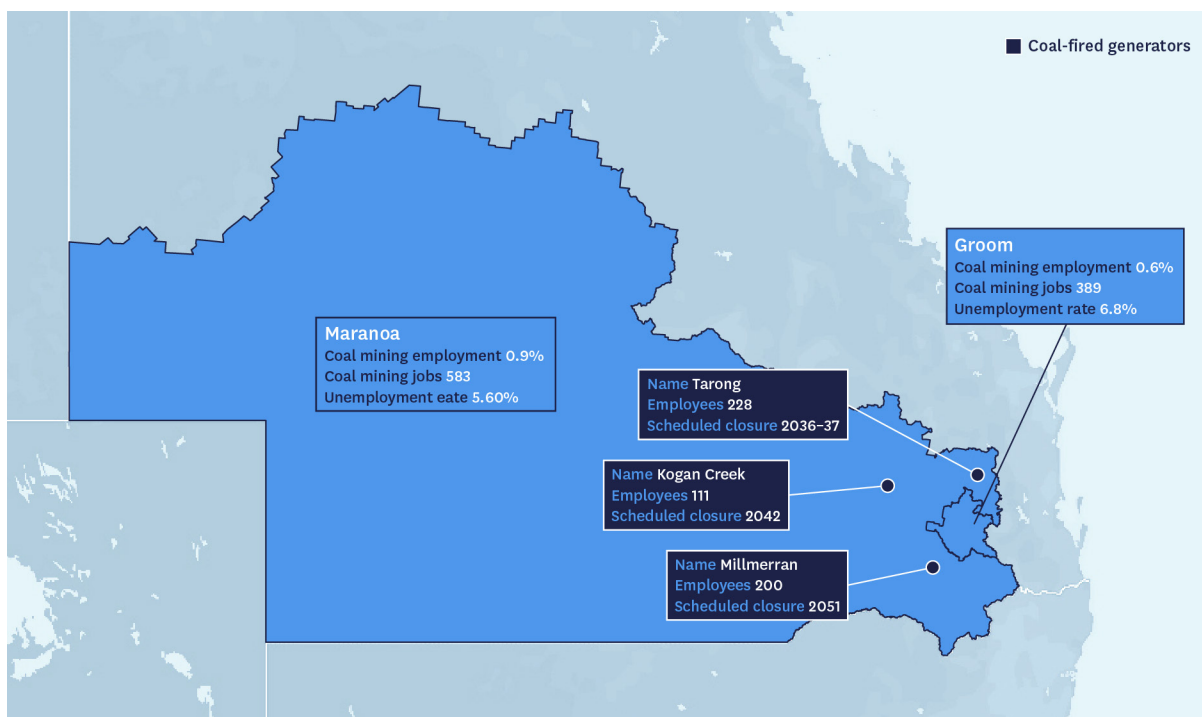 Coal-fired generators
Groom
Coal mining employment 0.6%
Coal mining jobs 389
Unemployment rate 6.8%
Maranoa
Coal mining employment 0.9%
Coal mining jobs 583
Unemployment eate 5.60%
Name Tarong
Employees 228
Scheduled closure 2036–37
Name Kogan Creek
Employees 111
Scheduled closure 2042
Name Millmerran
Employees 200
Scheduled closure 2051